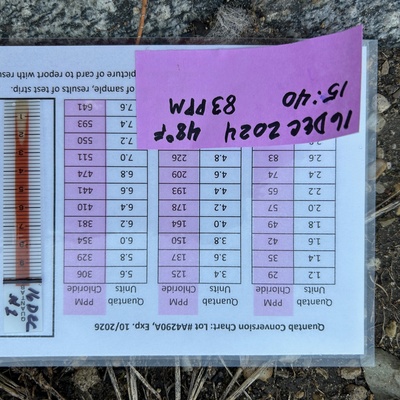 Quantab Conversion Chart: Lot #A4290A, Exp. 10/2026
Quantab PPM Quantab PPM Quantab PPM
Units Chloride Units Chloride Units Chloride
1.2 29 3.4 125 5.6 306
1.4 35 3.6 137 5.8 329
1.6 42 3.8 150 6.0 354
1.8 49 4.0 164 6.2 381
2.0 57 4.2 178 6.4 410
2.2 65 4.4 193 6.6 441
2.4 74 4.6 209 6.8 474
2.6 83 4.8 226 7.0 511
7.2 550
7.4 593
7.6 641
of sample, results of test strip.
picture of card to report with resu
16 DEC 2024 48°F
15:40 83 PPM
16 DEC
#1